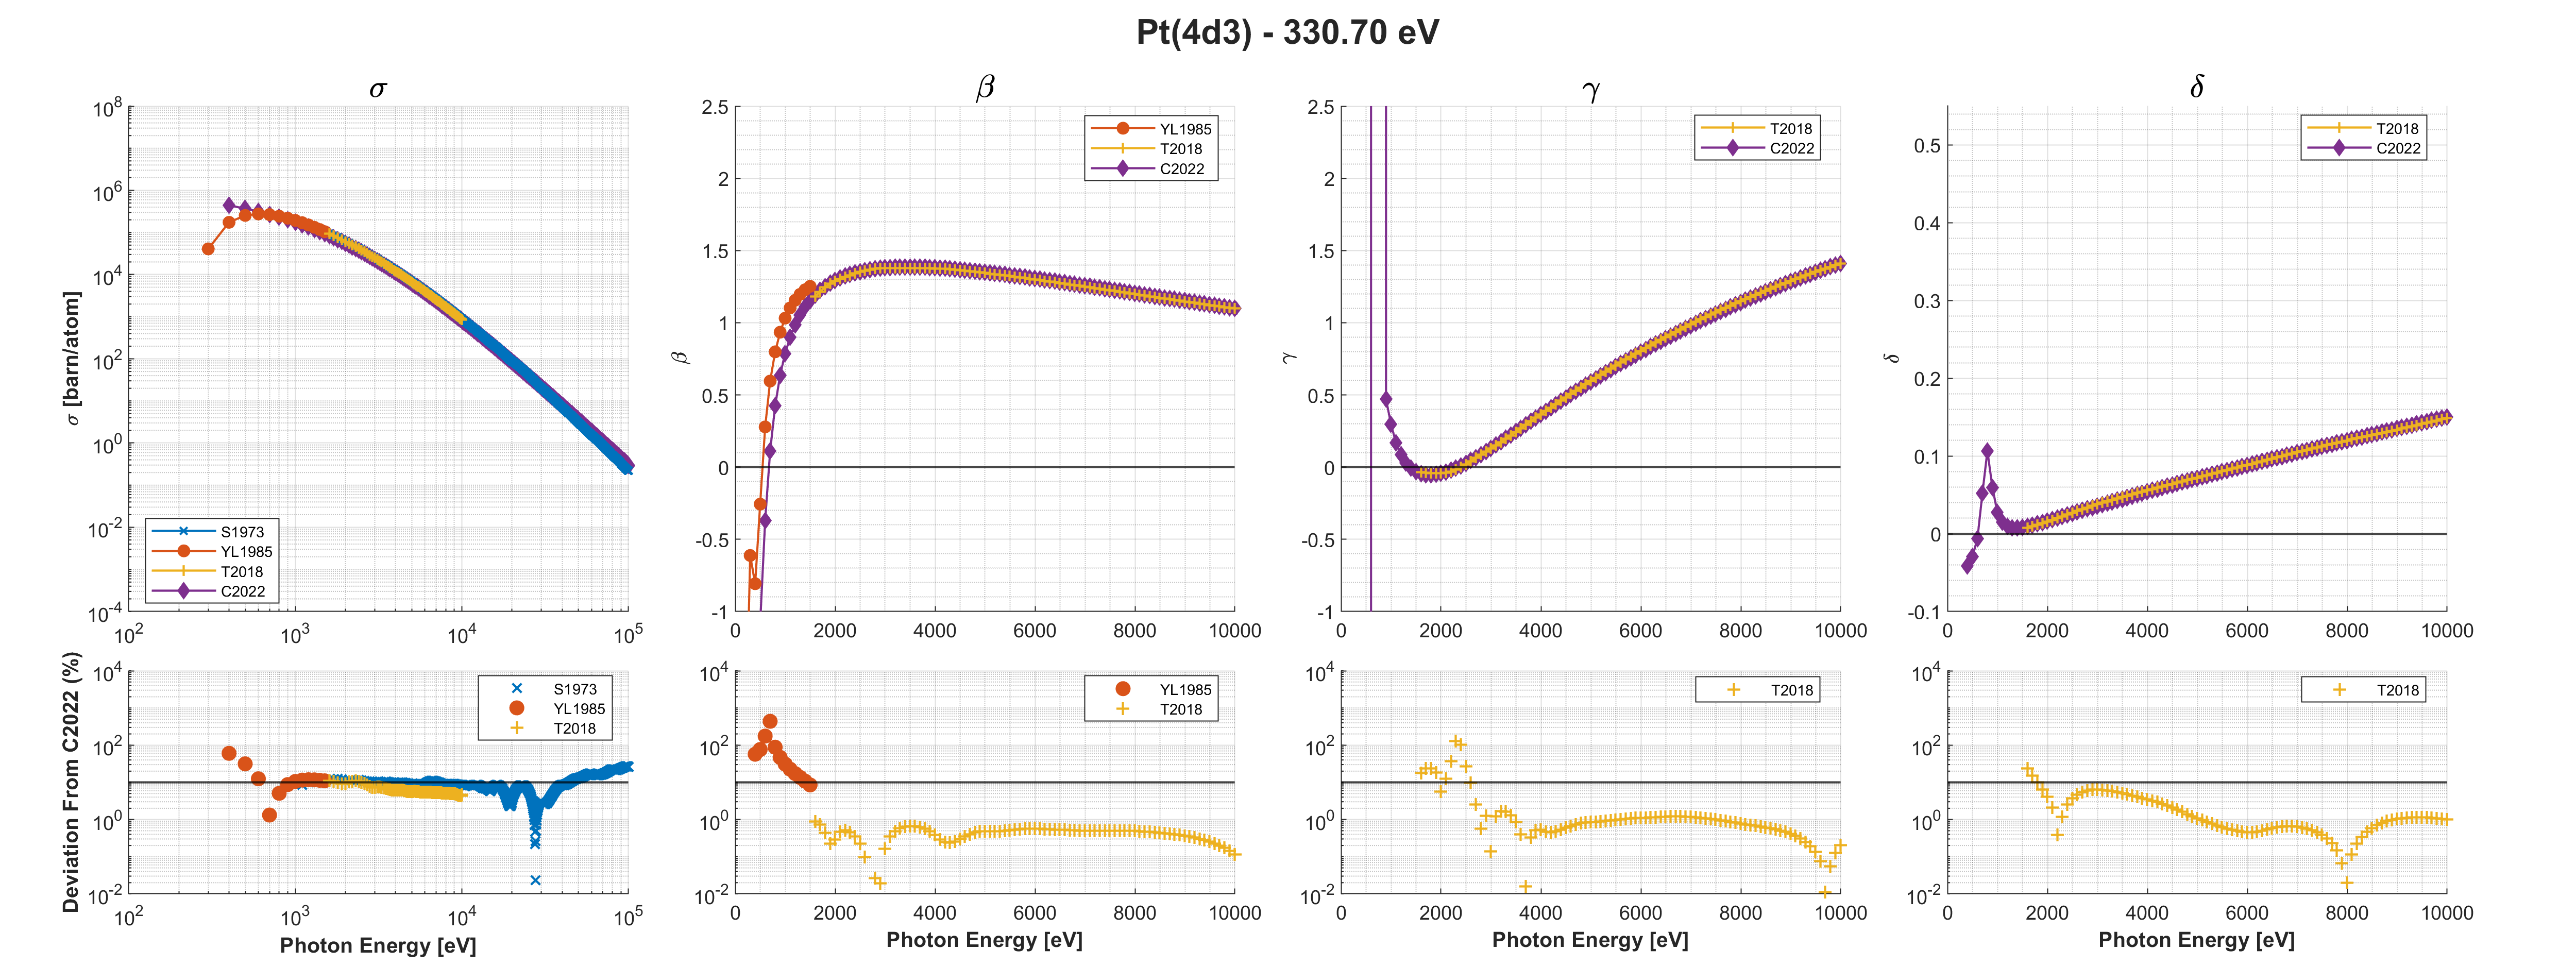 Pt(4d3) - 330.70 eV
σ
σ [barn/atom]
10^8
10^6
10^4
10^2
10^0
10^-2
10^-4
10^2
10^3
10^4
10^5
S1973
YL1985
T2018
C2022
β
β
2.5
2
1.5
1
0.5
0
-0.5
-1
0
2000
4000
6000
8000
10000
YL1985
T2018
C2022
γ
γ
2.5
2
1.5
1
0.5
0
-0.5
-1
0
2000
4000
6000
8000
10000
T2018
C2022
δ
δ
0.5
0.4
0.3
0.2
0.1
0
-0.1
0
2000
4000
6000
8000
10000
T2018
C2022
Deviation From C2022 (%)
10^4
10^2
10^0
10^-2
10^2
10^3
10^4
10^5
Photon Energy [eV]
S1973
YL1985
T2018
10^4
10^2
10^0
10^-2
0
2000
4000
6000
8000
10000
Photon Energy [eV]
YL1985
T2018
10^4
10^2
10^0
10^-2
0
2000
4000
6000
8000
10000
Photon Energy [eV]
T2018
10^4
10^2
10^0
10^-2
0
2000
4000
6000
8000
10000
Photon Energy [eV]
T2018